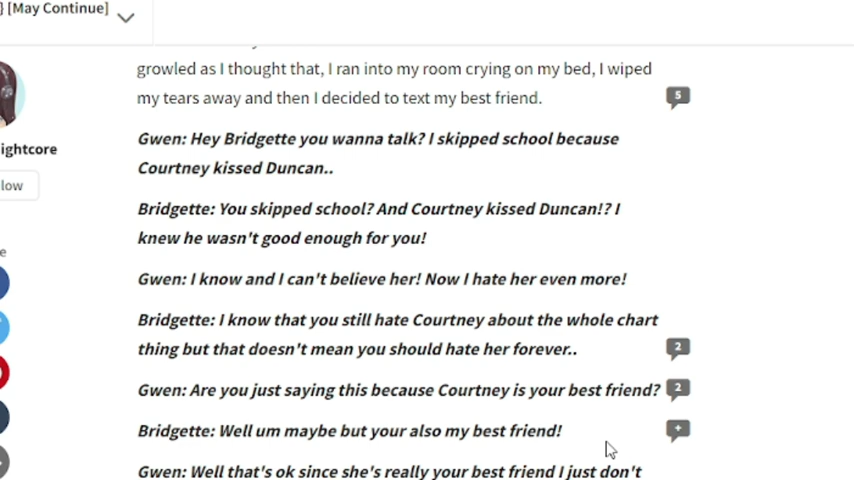 } [May Continue]
growled as I thought that, I ran into my room crying on my bed, I wiped
my tears away and then I decided to text my best friend.
5
ightcore
Gwen: Hey Bridgette you wanna talk? I skipped school because
Courtney kissed Duncan..
low
Bridgette: You skipped school? And Courtney kissed Duncan!? I
knew he wasn't good enough for you!
e
Gwen: I know and I can't believe her! Now I hate her even more!
Bridgette: I know that you still hate Courtney about the whole chart
thing but that doesn't mean you should hate her forever..
2
Gwen: Are you just saying this because Courtney is your best friend?
2
Bridgette: Well um maybe but your also my best friend!
+
Gwen: Well that's ok since she's really your best friend I just don't